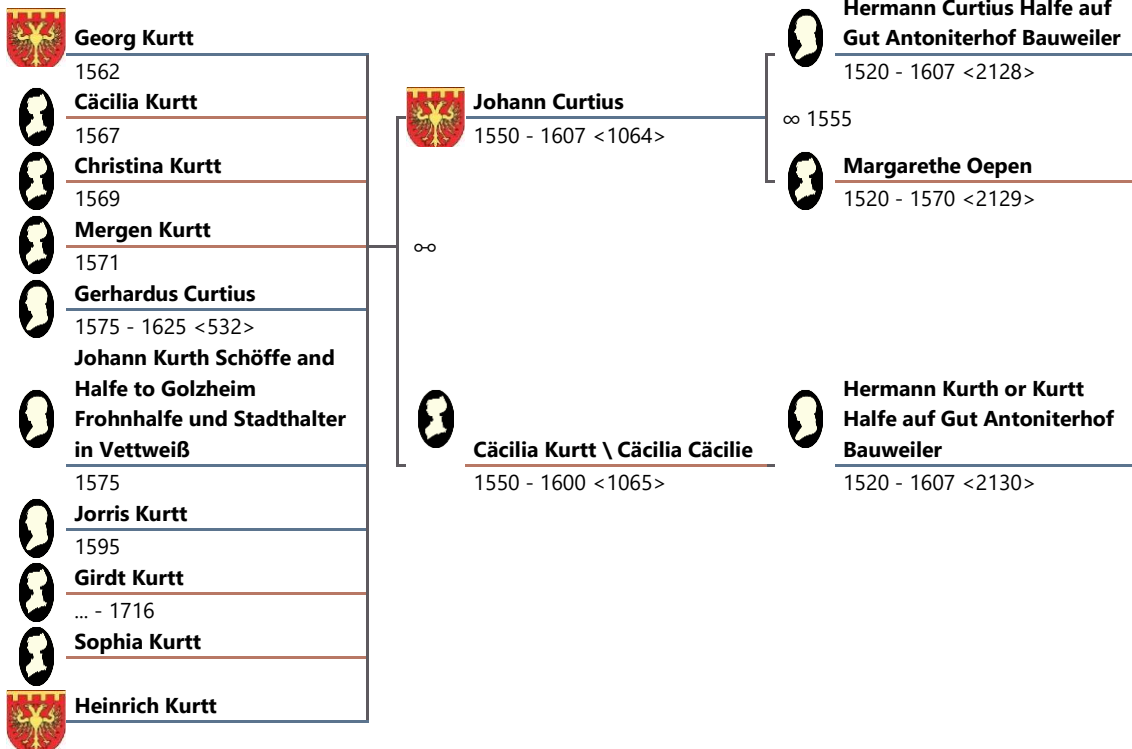 Georg Kurtt
1562
Cäcilia Kurtt
1567
Christina Kurtt
1569
Mergen Kurtt
1571
Gerhardus Curtius
1575 - 1625 <532>
Johann Kurth Schöffe and
Halfe to Golzheim
Frohnhalfe und Stadthalter
in Vettweiß
1575
Jorris Kurtt
1595
Girdt Kurtt
... - 1716
Sophia Kurtt
Heinrich Kurtt
Johann Curtius
1550 - 1607 <1064>
⚯
Cäcilia Kurtt \ Cäcilia Cäcilie
1550 - 1600 <1065>
Hermann Curtius Halfe auf
Gut Antoniterhof Bauweiler
1520 - 1607 <2128>
∞ 1555
Margarethe Oepen
1520 - 1570 <2129>
Hermann Kurth or Kurtt
Halfe auf Gut Antoniterhof
Bauweiler
1520 - 1607 <2130>